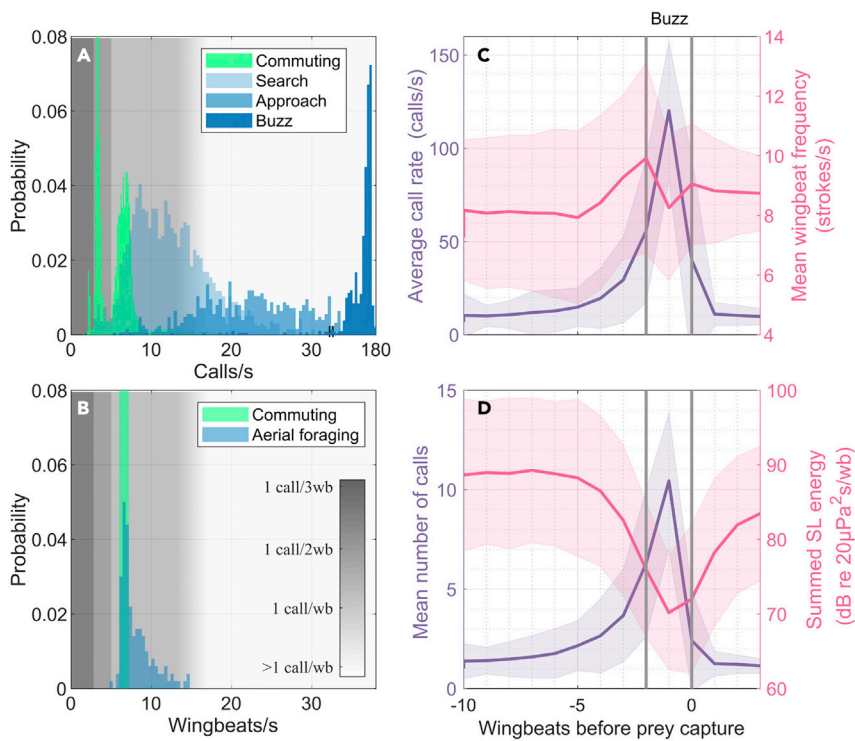 A
Commuting
Search
Approach
Buzz
0.08
0.06
0.04
0.02
0
Probability
0
10
20
30
180
Calls/s
B
Commuting
Aerial foraging
1 call/3wb
1 call/2wb
1 call/wb
>1 call/wb
0.08
0.06
0.04
0.02
0
Probability
0
10
20
30
Wingbeats/s
Buzz
C
150
100
50
0
Average call rate (calls/s)
14
12
10
8
6
4
Mean wingbeat frequency
(strokes/s)
D
15
10
5
0
Mean number of calls
100
90
80
70
60
Summed SL energy
(dB re 20µPa²s/wb)
-10
-5
0
Wingbeats before prey capture